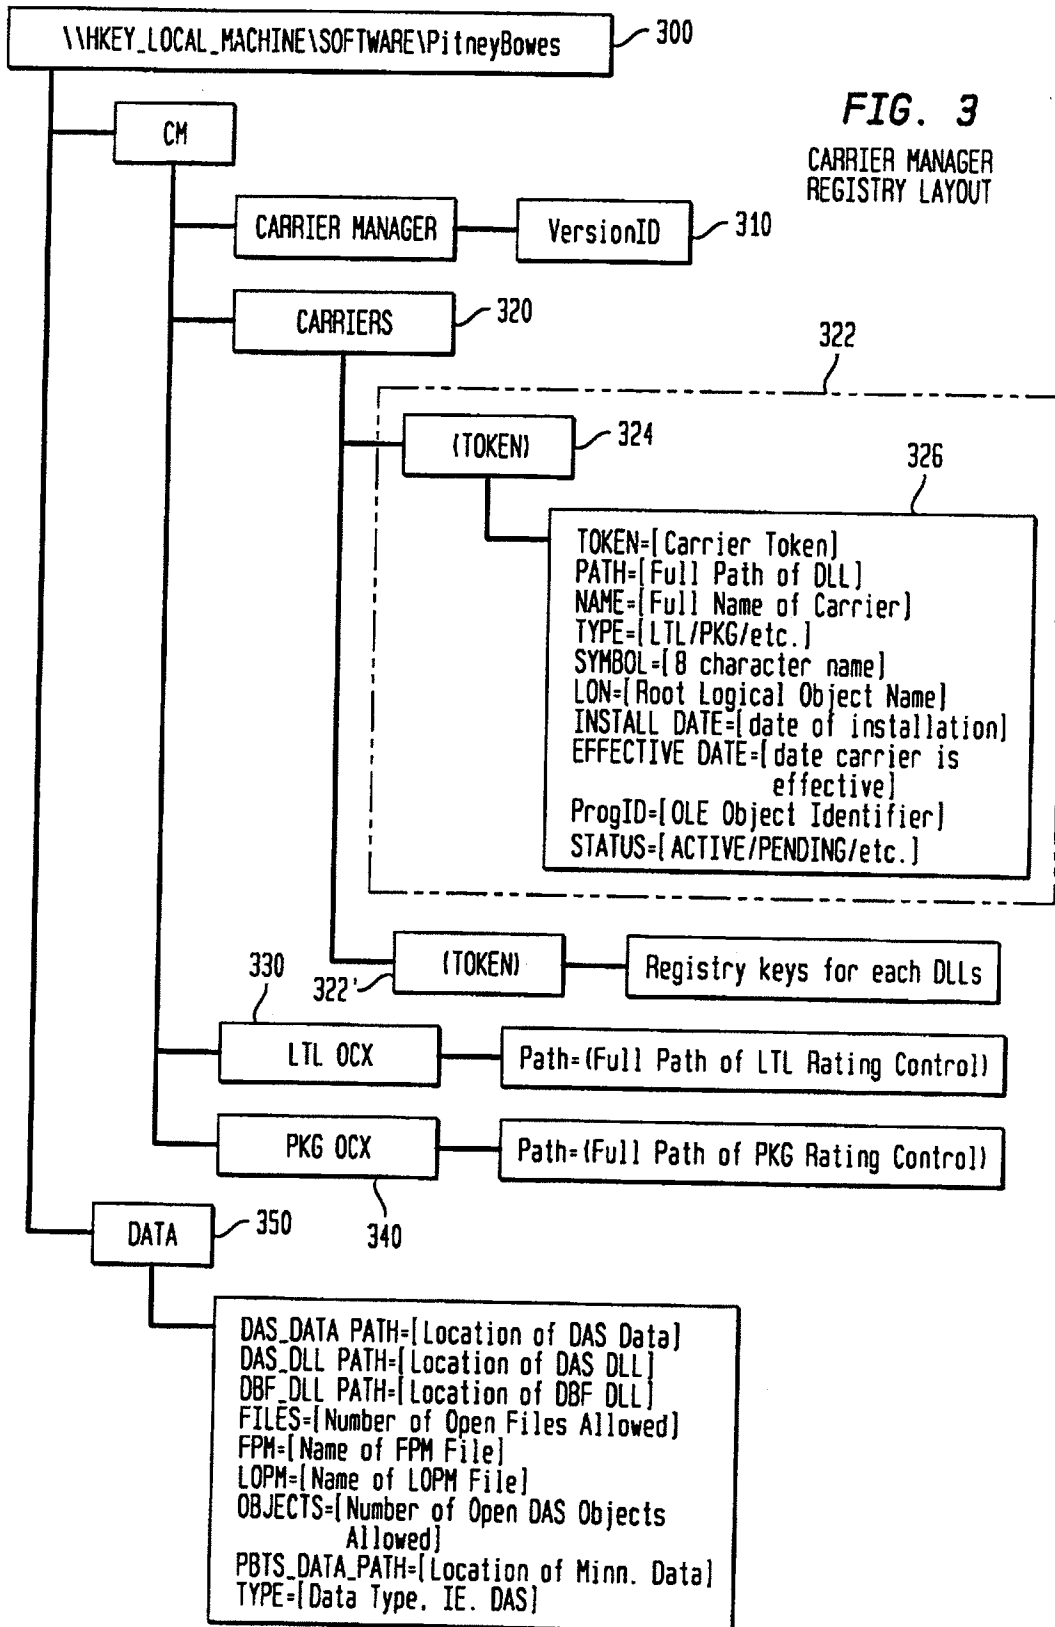 \\HKEY_LOCAL_MACHINE\SOFTWARE\PitneyBowes
300
FIG. 3
CARRIER MANAGER
REGISTRY LAYOUT
CM
CARRIER MANAGER
VersionID
310
CARRIERS
320
322
(TOKEN)
324
326
TOKEN=[Carrier Token]
PATH=[Full Path of DLL]
NAME=[Full Name of Carrier]
TYPE=[LTL/PKG/etc.]
SYMBOL=[8 character name]
LON=[Root Logical Object Name]
INSTALL DATE=[date of installation]
EFFECTIVE DATE=[date carrier is
effective]
ProgID=[OLE Object Identifier]
STATUS=[ACTIVE/PENDING/etc.]
(TOKEN)
322'
Registry keys for each DLLs
330
LTL OCX
Path=(Full Path of LTL Rating Control)
PKG OCX
Path=(Full Path of PKG Rating Control)
340
DATA
350
DAS_DATA PATH=[Location of DAS Data]
DAS_DLL PATH=[Location of DAS DLL]
DBF_DLL PATH=[Location of DBF DLL]
FILES=[Number of Open Files Allowed]
FPM=[Name of FPM File]
LOPM=[Name of LOPM File]
OBJECTS=[Number of Open DAS Objects
Allowed]
PBTS_DATA_PATH=[Location of Minn. Data]
TYPE=[Data Type. IE. DAS]